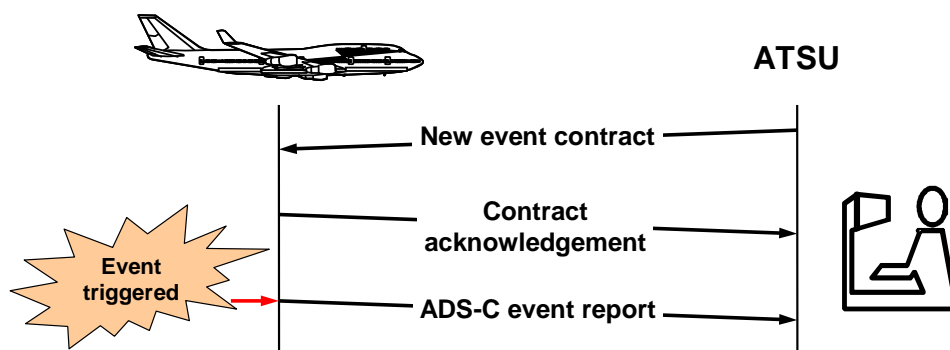 ATSU
New event contract
Contract
acknowledgement
Event
triggered
ADS-C event report